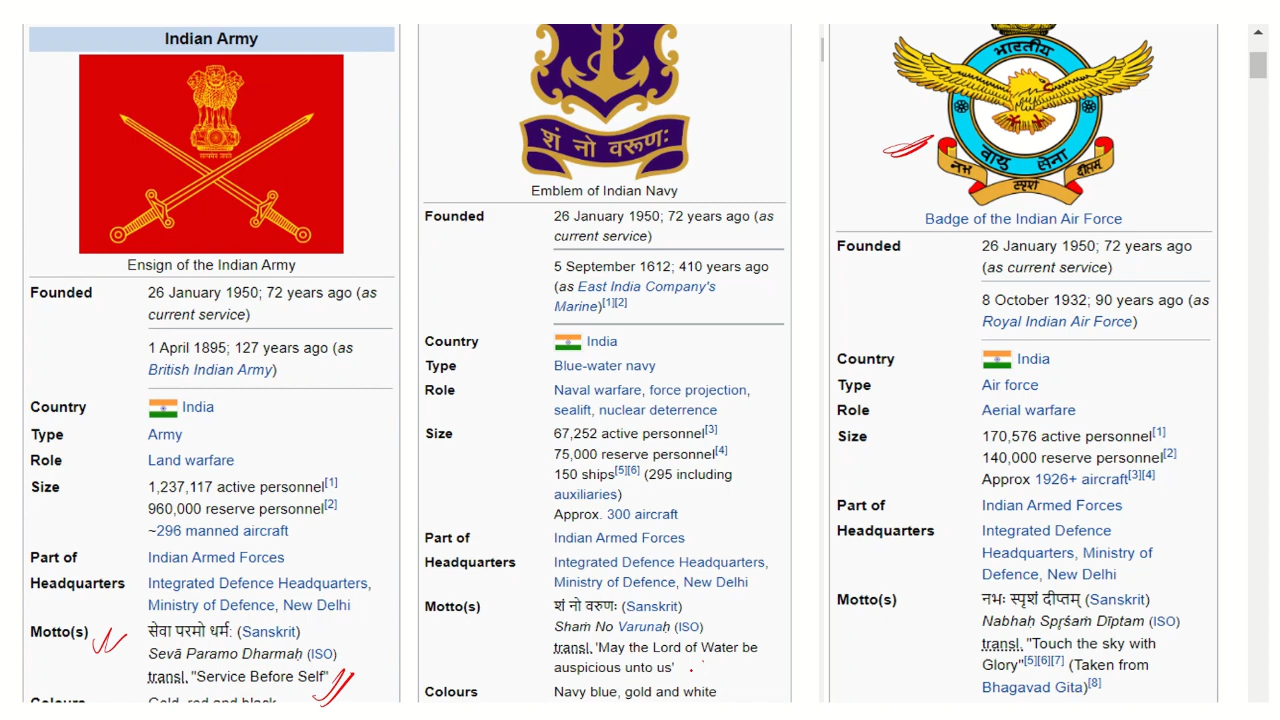 Indian Army
Ensign of the Indian Army
Founded 26 January 1950; 72 years ago (as
current service)
1 April 1895; 127 years ago (as
British Indian Army)
Country India
Type Army
Role Land warfare
Size 1,237,117 active personnel[1]
960,000 reserve personnel[2]
~296 manned aircraft
Part of Indian Armed Forces
Headquarters Integrated Defence Headquarters,
Ministry of Defence, New Delhi
Motto(s) सेवा परमो धर्म: (Sanskrit)
Sevā Paramo Dharmaḥ (ISO)
transl. "Service Before Self"
Colours Gold, red and black
शं नो वरुणः
Emblem of Indian Navy
Founded 26 January 1950; 72 years ago (as
current service)
5 September 1612; 410 years ago
(as East India Company's
Marine)[1][2]
Country India
Type Blue-water navy
Role Naval warfare, force projection,
sealift, nuclear deterrence
Size 67,252 active personnel[3]
75,000 reserve personnel[4]
150 ships[5][6] (295 including
auxiliaries)
Approx. 300 aircraft
Part of Indian Armed Forces
Headquarters Integrated Defence Headquarters,
Ministry of Defence, New Delhi
Motto(s) शं नो वरुणः (Sanskrit)
Shaṁ No Varunaḥ (ISO)
transl. 'May the Lord of Water be
auspicious unto us'
Colours Navy blue, gold and white
भारतीय
वायु सेना
नभः स्पृशं दीप्तम्
Badge of the Indian Air Force
Founded 26 January 1950; 72 years ago
(as current service)
8 October 1932; 90 years ago (as
Royal Indian Air Force)
Country India
Type Air force
Role Aerial warfare
Size 170,576 active personnel[1]
140,000 reserve personnel[2]
Approx 1926+ aircraft[3][4]
Part of Indian Armed Forces
Headquarters Integrated Defence
Headquarters, Ministry of
Defence, New Delhi
Motto(s) नभः स्पृशं दीप्तम् (Sanskrit)
Nabhaḥ Spr̥śaṁ Dīptam (ISO)
transl. "Touch the sky with
Glory"[5][6][7] (Taken from
Bhagavad Gita)[8]